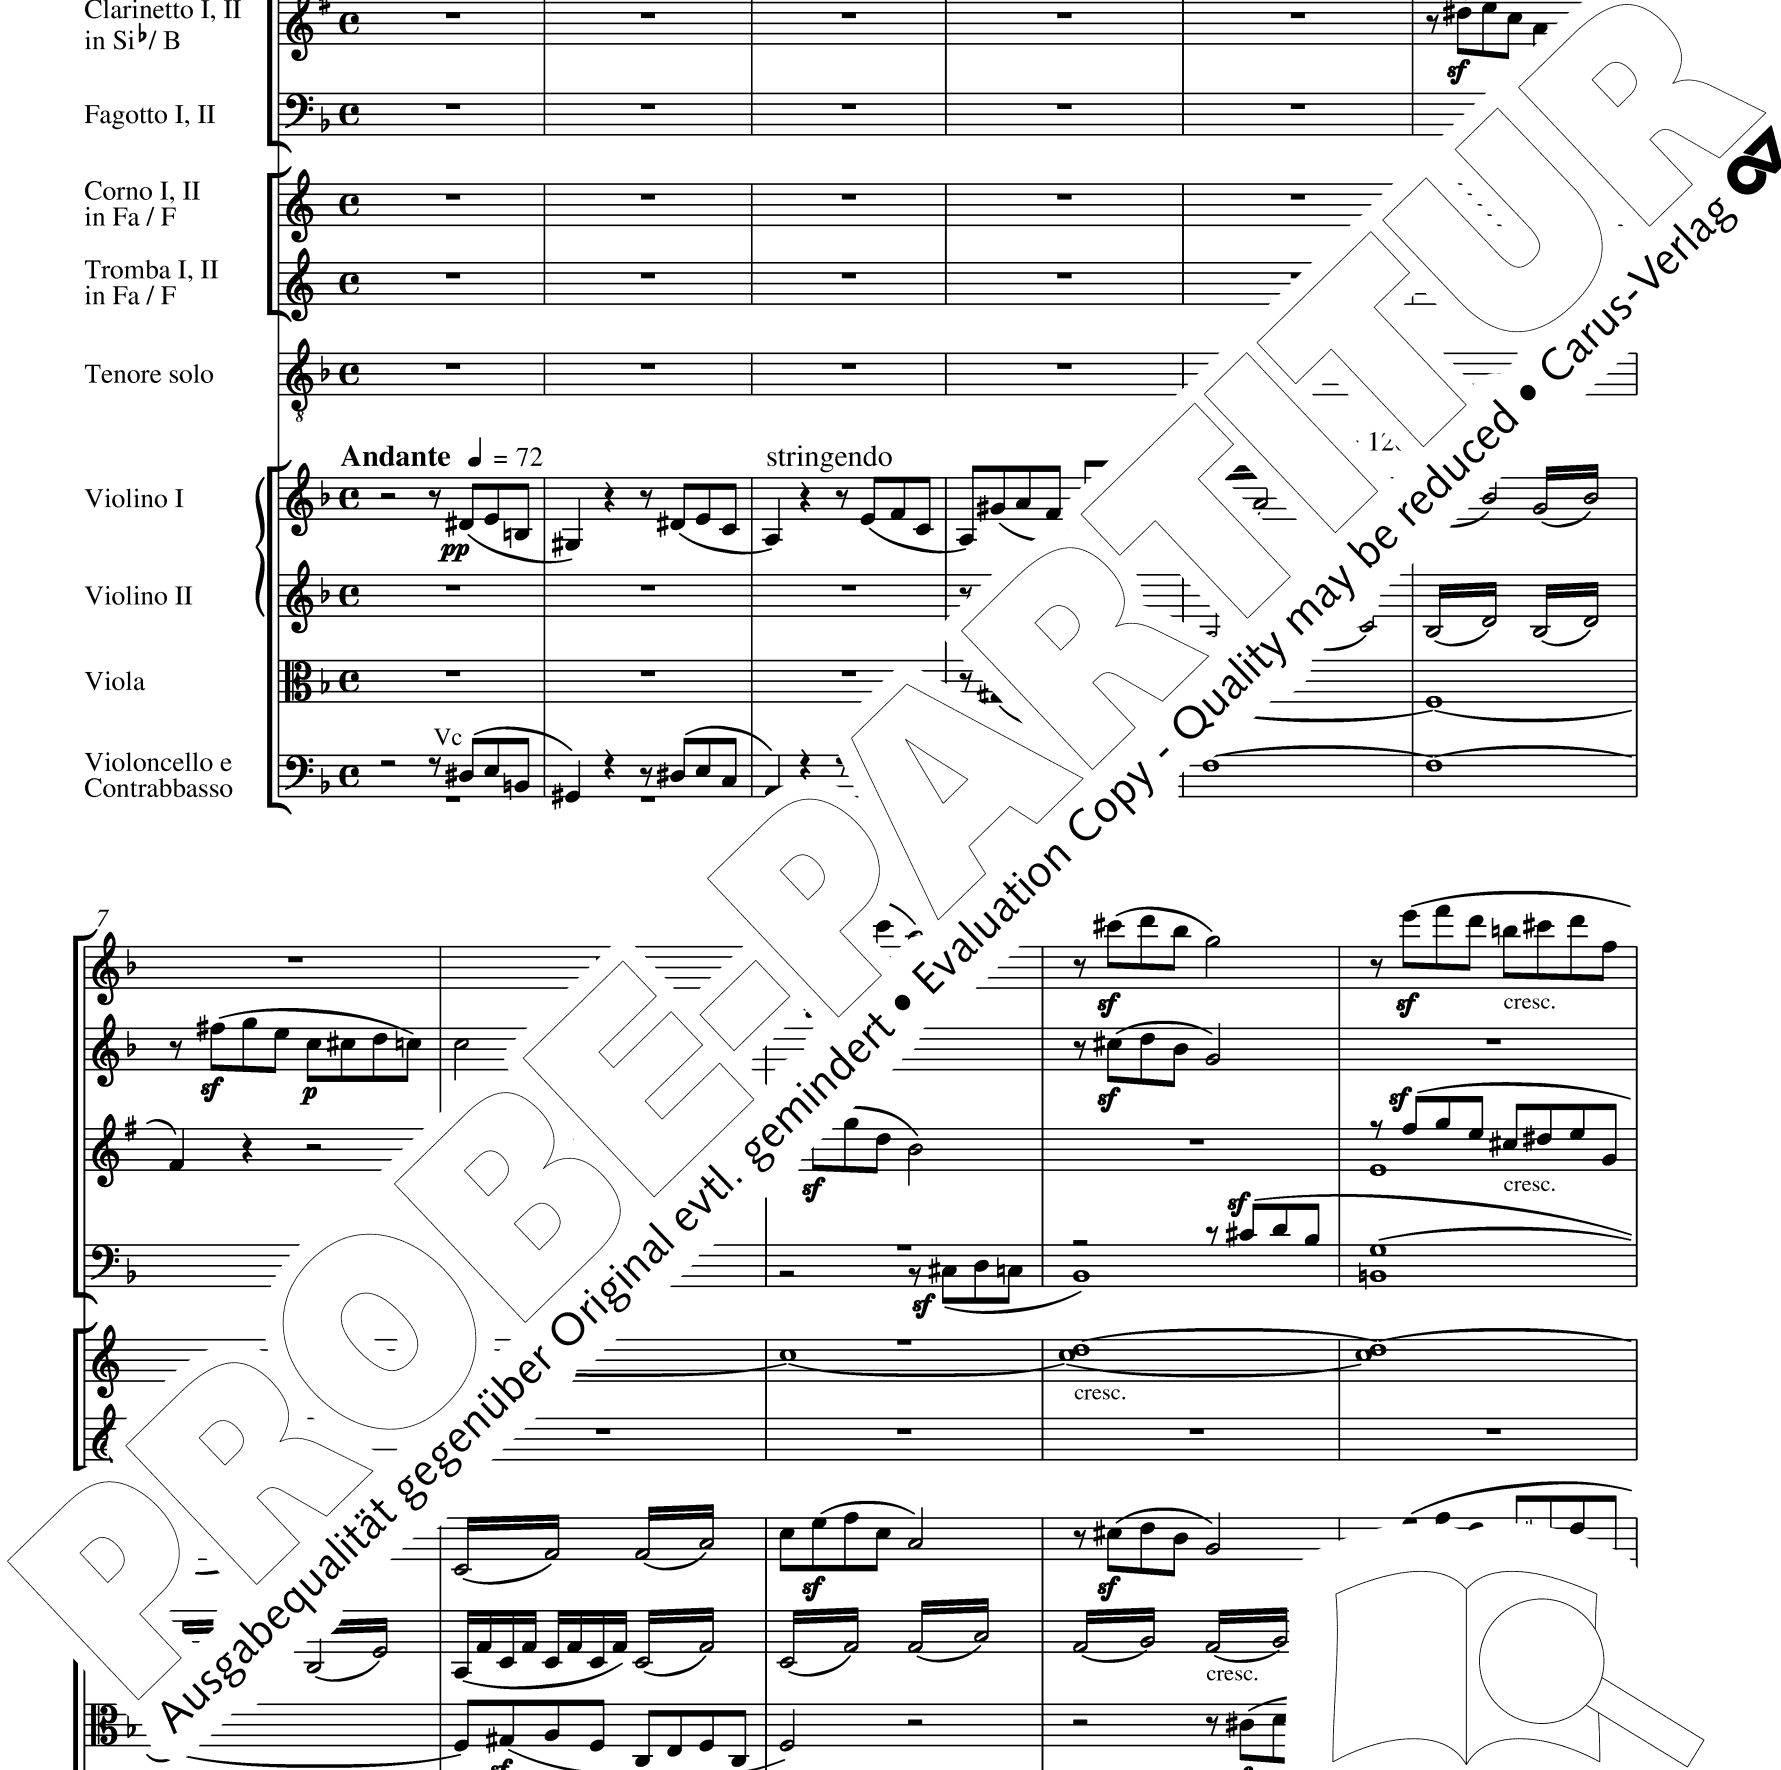 Clarinetto I, II
in Si♭/ B
sf
Fagotto I, II
Corno I, II
in Fa / F
Tromba I, II
in Fa / F
Tenore solo
Andante ♩ = 72
stringendo
Violino I
pp
Violino II
Viola
Vc
Violoncello e
Contrabbasso
7
sf
sf
cresc.
sf
p
sf
sf
sf
cresc.
sf
sf
cresc.
sf
sf
cresc.
sf
PROBEPARTITUR
Ausgabequalität gegenüber Original evtl. gemindert • Evaluation Copy - Quality may be reduced • Carus-Verlag